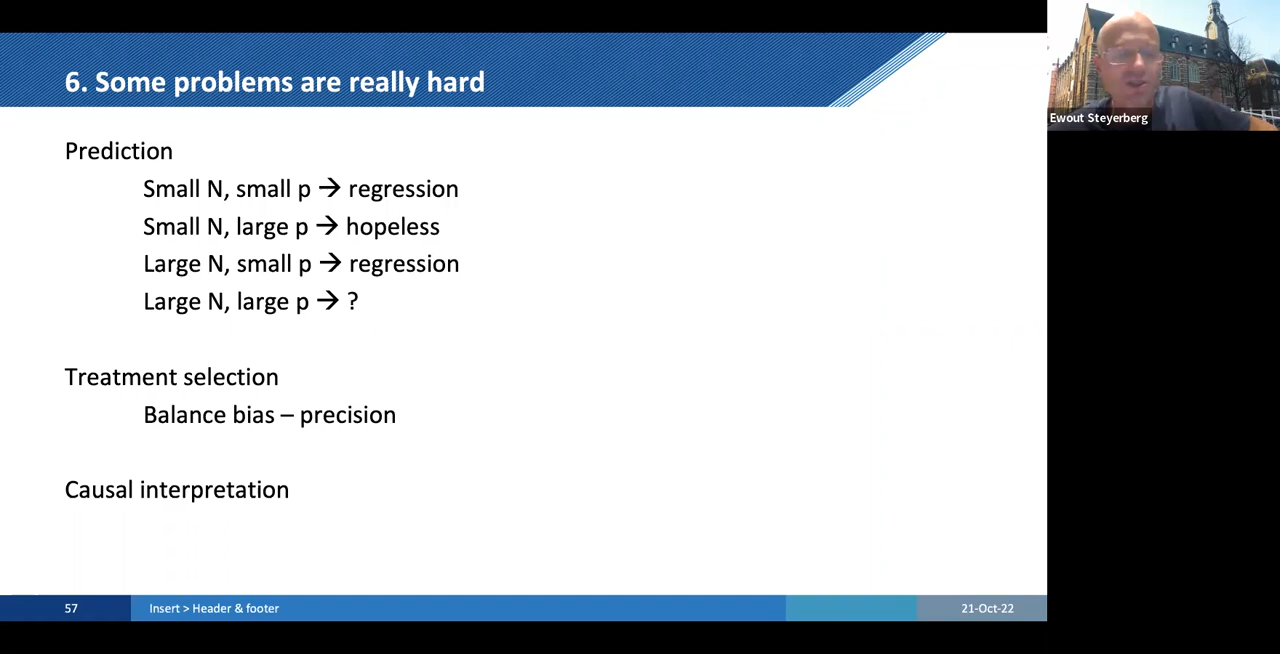 6. Some problems are really hard
Prediction
Small N, small p → regression
Small N, large p → hopeless
Large N, small p → regression
Large N, large p → ?
Treatment selection
Balance bias – precision
Causal interpretation
57
Insert > Header & footer
21-Oct-22
Ewout Steyerberg